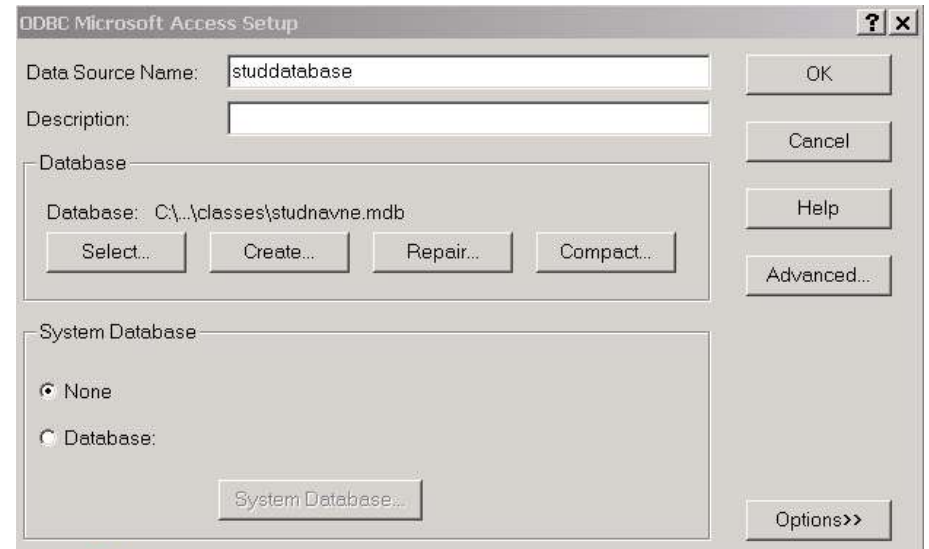 ODBC Microsoft Access Setup
? x
Data Source Name: studdatabase
OK
Description:
Cancel
Database
Database: C:\...\classes\studnavne.mdb
Help
Select... Create... Repair... Compact...
Advanced...
System Database
None
Database:
System Database...
Options>>